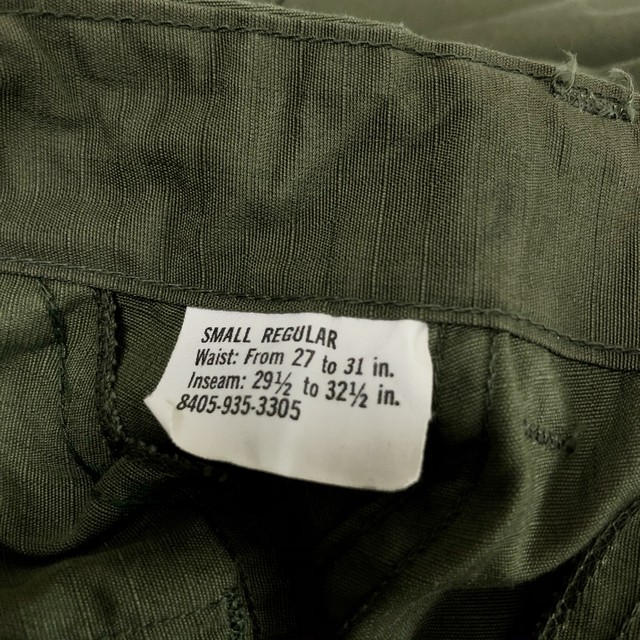 SMALL REGULAR
Waist: From 27 to 31 in.
Inseam: 29½ to 32½ in.
8405-935-3305